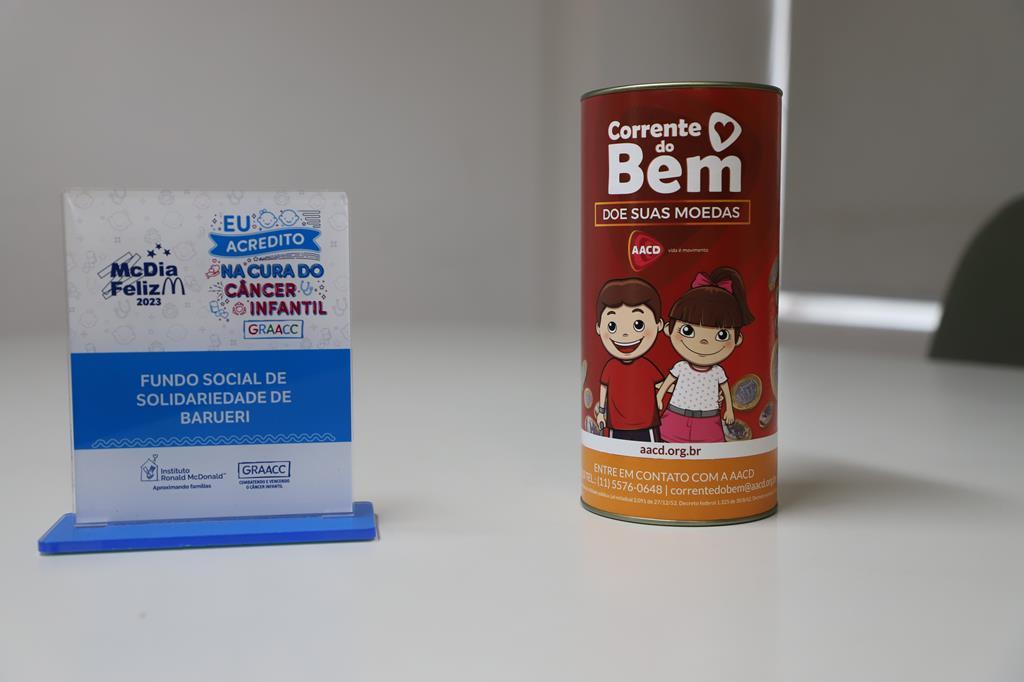 McDia
Feliz
2023
EU
ACREDITO
NA CURA DO
CÂNCER
INFANTIL
GRAACC
FUNDO SOCIAL DE
SOLIDARIEDADE DE
BARUERI
Instituto
Ronald McDonald™
Aproximando famílias
GRAACC
COMBATENDO E VENCENDO
O CÂNCER INFANTIL
Corrente
do
Bem
DOE SUAS MOEDAS
AACD vida é movimento
aacd.org.br
ENTRE EM CONTATO COM A AACD
TEL.: (11) 5576-0648 | correntedobem@aacd.org